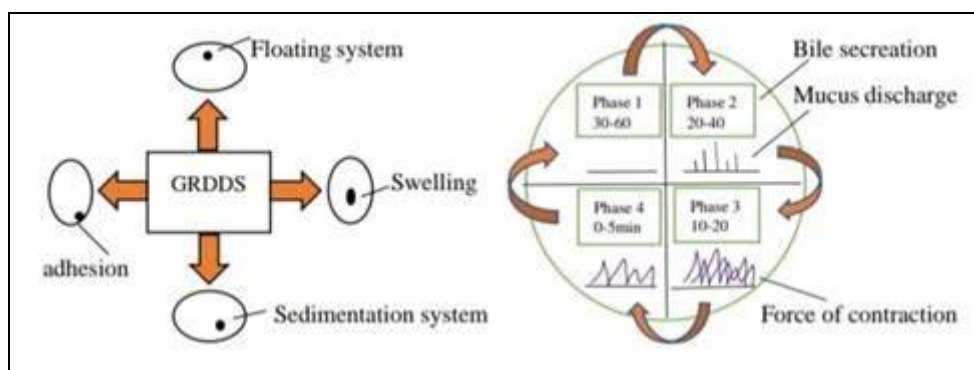 Floating system
GRDDS
Swelling
adhesion
Sedimentation system
Bile secreation
Mucus discharge
Phase 1
30-60
Phase 2
20-40
Phase 4
0-5min
Phase 3
10-20
Force of contraction